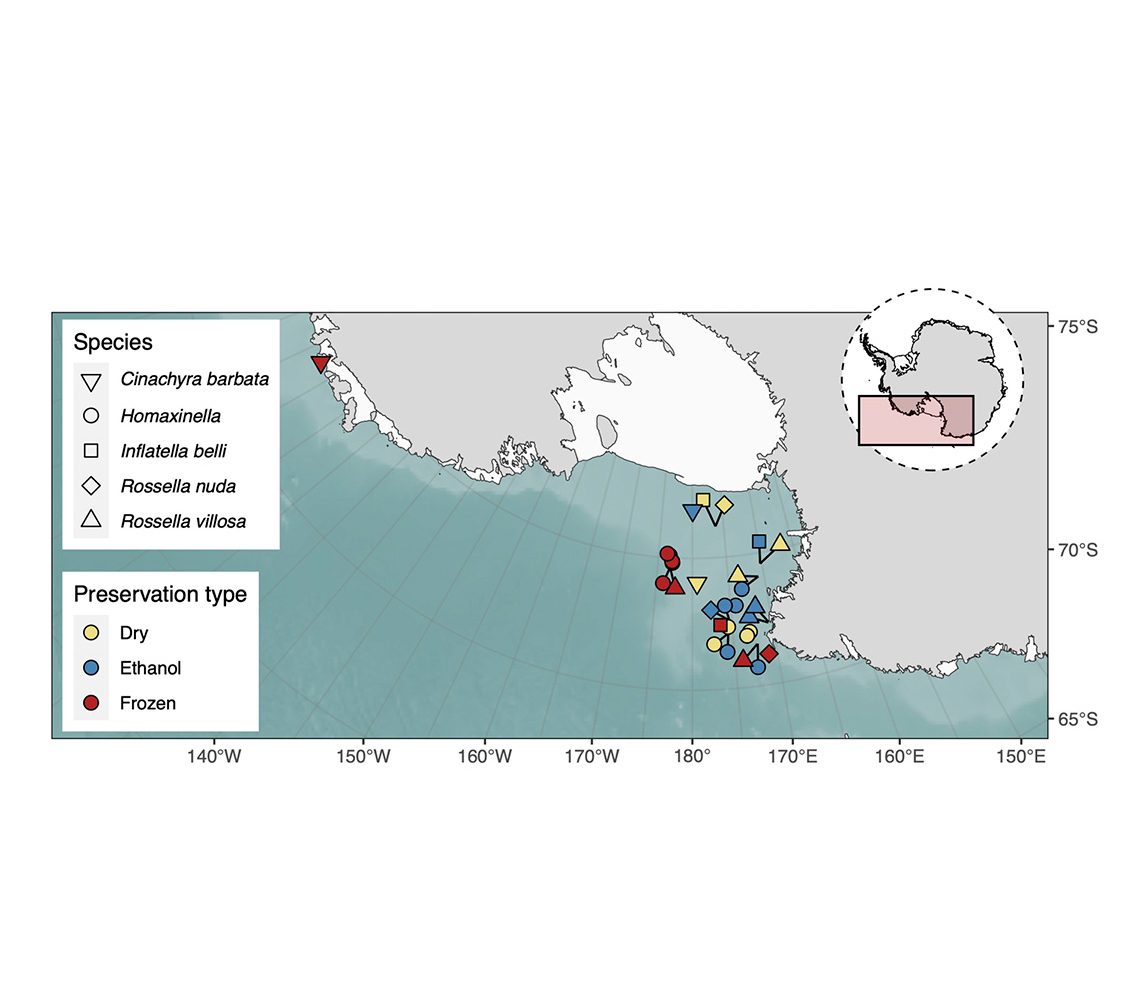 Species
Cinachyra barbata
Homaxinella
Inflatella belli
Rossella nuda
Rossella villosa
Preservation type
Dry
Ethanol
Frozen
75°S
70°S
65°S
140°W
150°W
160°W
170°W
180°
170°E
160°E
150°E